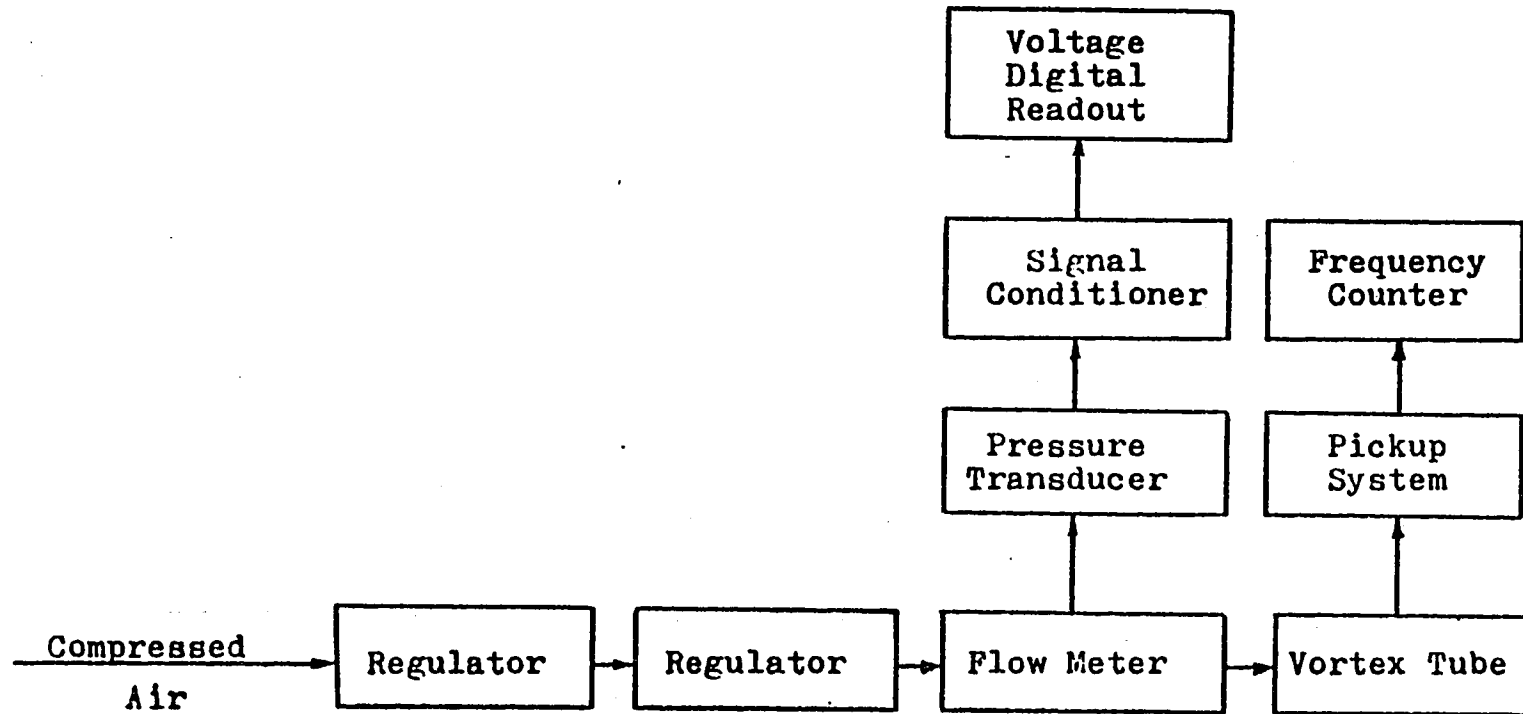 Voltage
Digital
Readout
Signal
Conditioner
Frequency
Counter
Pressure
Transducer
Pickup
System
Compressed
Air
Regulator
Regulator
Flow Meter
Vortex Tube